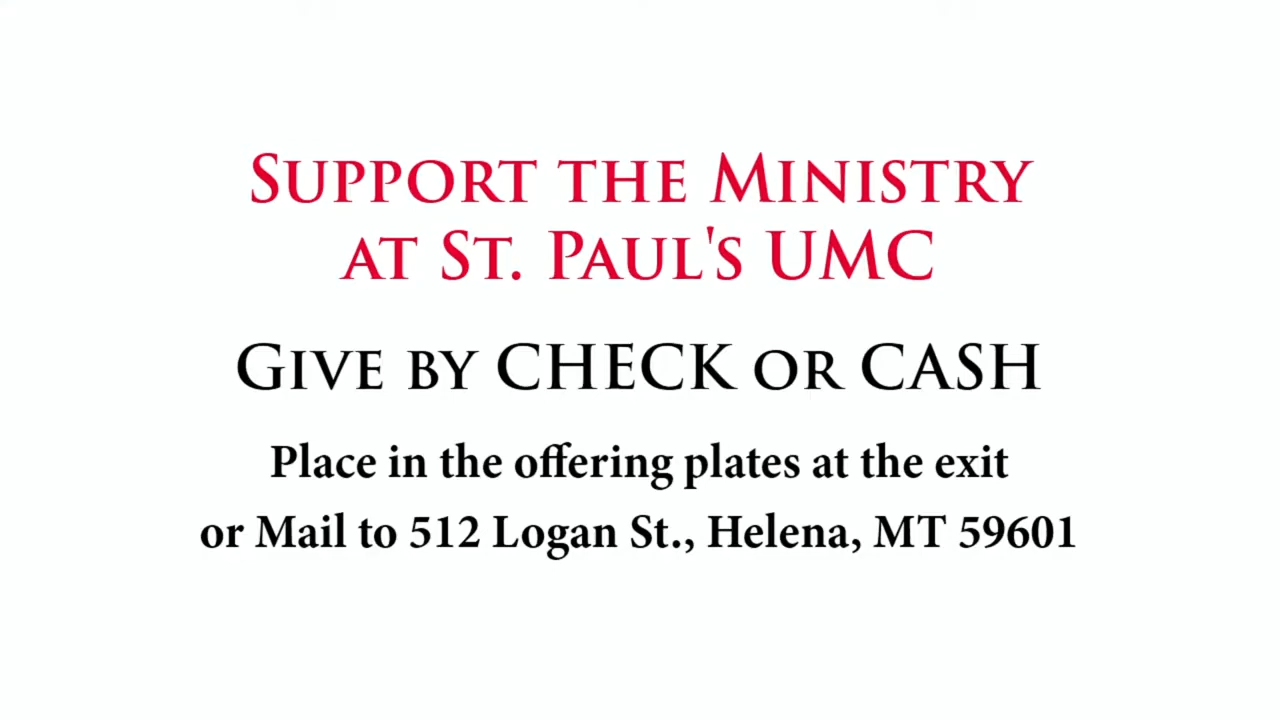 Support the Ministry
at St. Paul's UMC
Give by CHECK or CASH
Place in the offering plates at the exit
or Mail to 512 Logan St., Helena, MT 59601